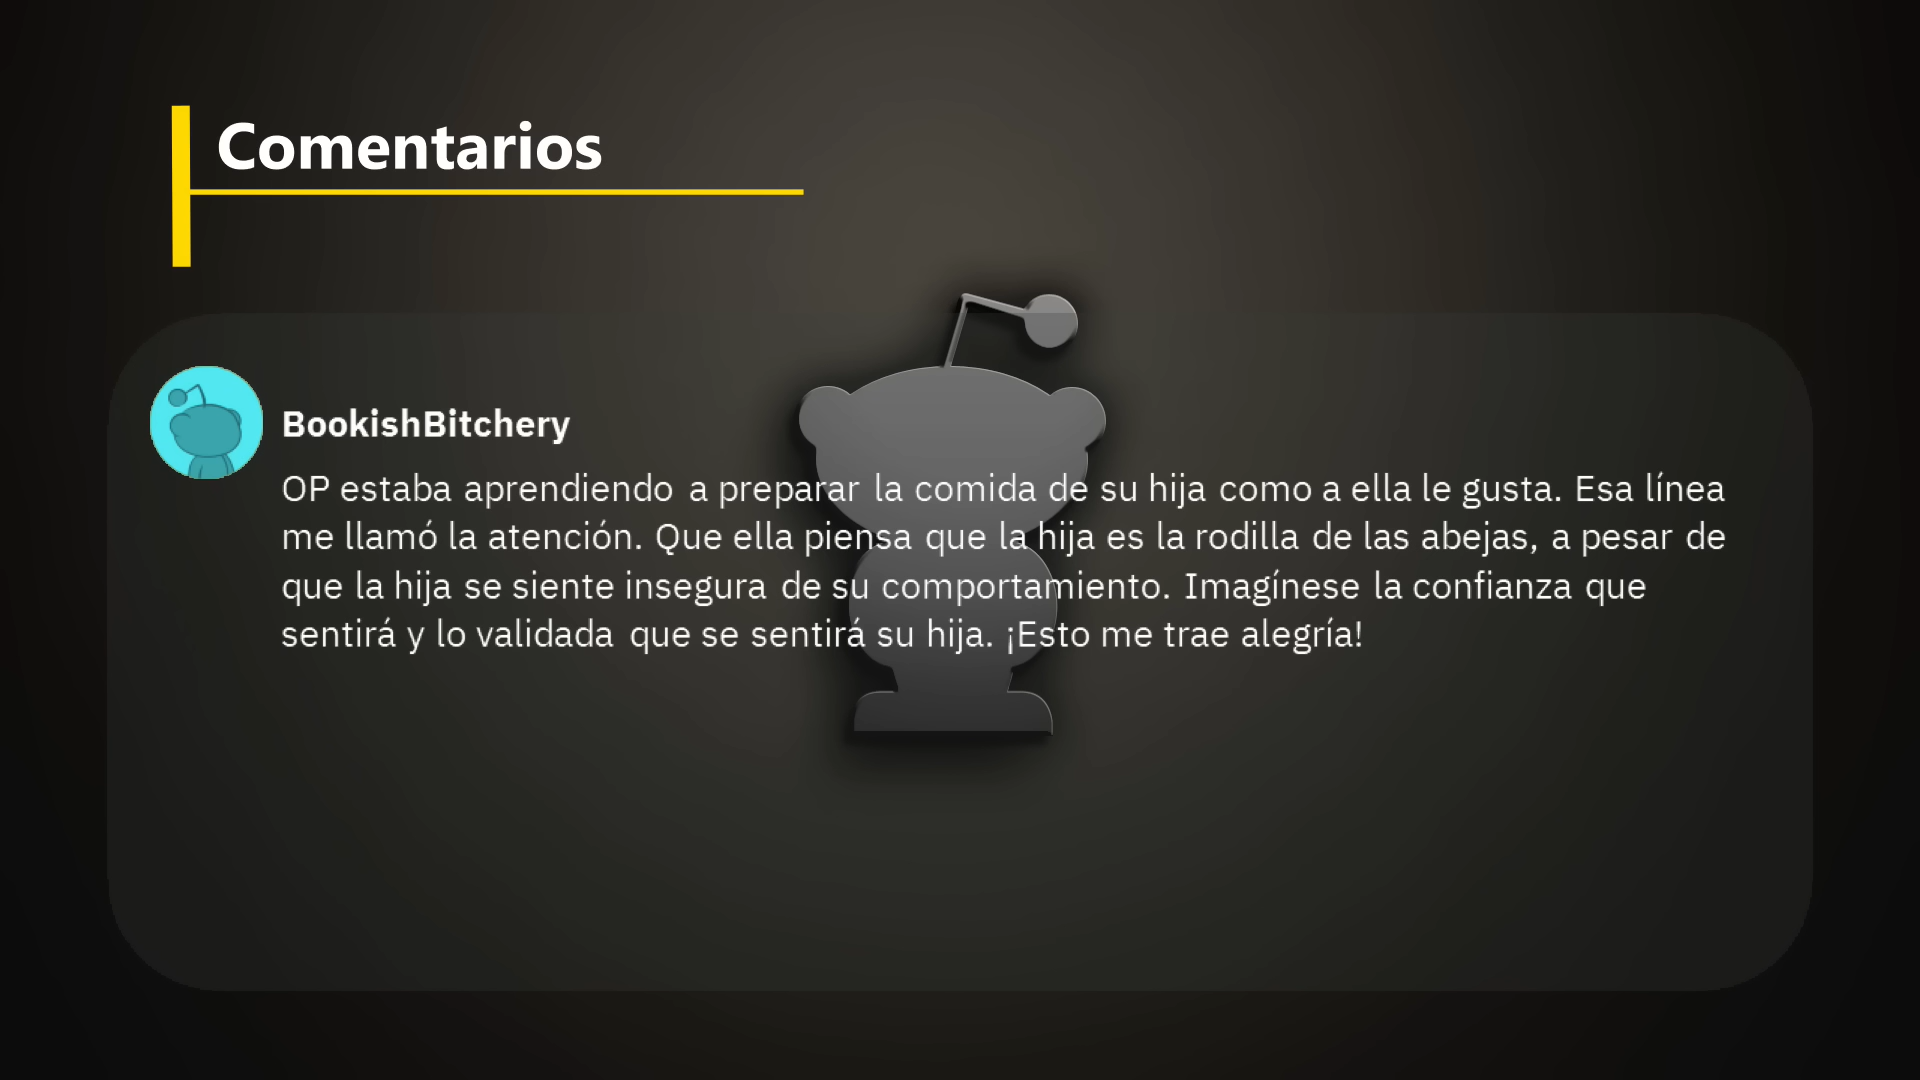 Comentarios
BookishBitchery
OP estaba aprendiendo a preparar la comida de su hija como a ella le gusta. Esa línea
me llamó la atención. Que ella piensa que la hija es la rodilla de las abejas, a pesar de
que la hija se siente insegura de su comportamiento. Imagínese la confianza que
sentirá y lo validada que se sentirá su hija. ¡Esto me trae alegría!